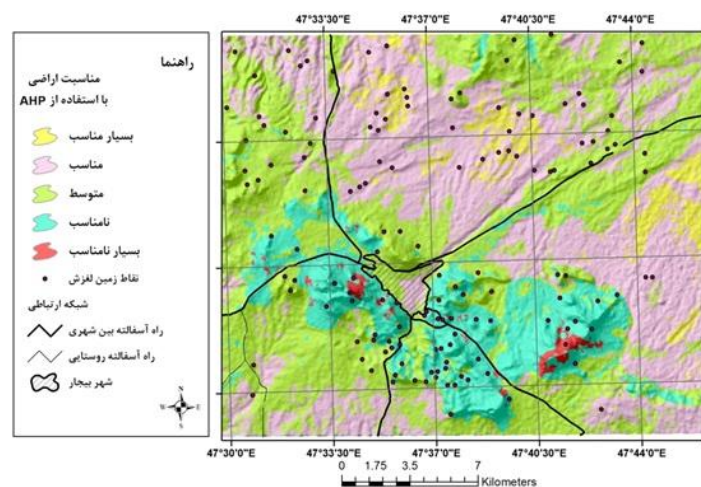 47°33'30"E 47°37'0"E 47°40'30"E 47°44'0"E
راهنما
مناسبت اراضی
با استفاده از AHP
بسیار مناسب
مناسب
متوسط
نامناسب
بسیار نامناسب
نقاط زمین لغزش
شبکه ارتباطی
راه آسفالته بین شهری
راه آسفالته روستایی
شهر بیجار
N
W E
S
47°30'0"E 47°33'30"E 47°37'0"E 47°40'30"E 47°44'0"E
0 1.75 3.5 7
Kilometers